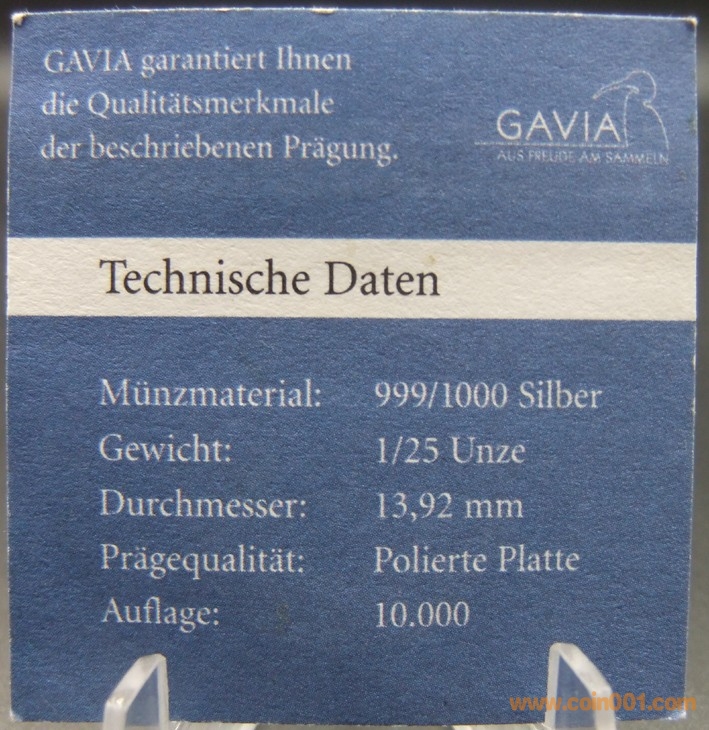 GAVIA garantiert Ihnen
die Qualitätsmerkmale
der beschriebenen Prägung.
GAVIA
AUS FREUDE AM SAMMELN
Technische Daten
Münzmaterial: 999/1000 Silber
Gewicht: 1/25 Unze
Durchmesser: 13,92 mm
Prägequalität: Polierte Platte
Auflage: 10.000
www.coin001.com